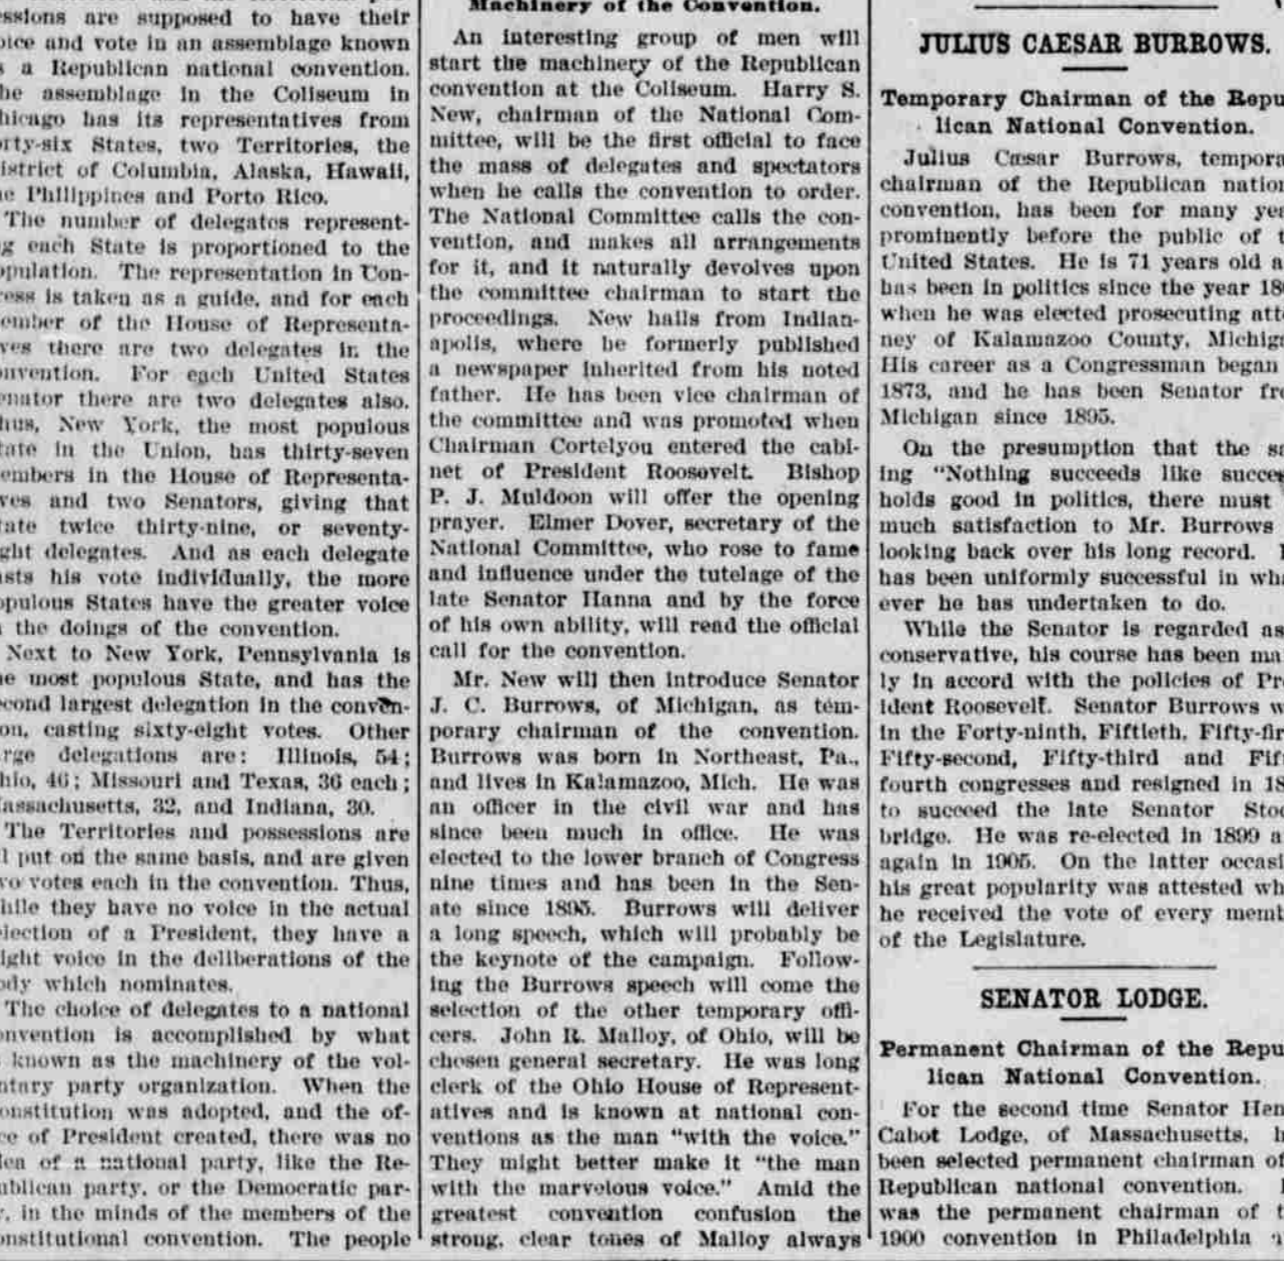 ssions are supposed to have their
and vote in an assemblage known
a Republican national convention.
assemblage in the Coliseum in
hicago has its representatives from
rty-six States, two Territories, the
istrict of Columbia, Alaska, Hawaii,
Philippines and Porto Rico.
The number of delegates represent-
g each State is proportioned to the
opulation. The representation in Con-
ress is taken as a guide, and for each
ember of the House of Representa-
ves there are two delegates in the
onvention. For each United States
enator there are two delegates also.
hus, New York, the most populous
tate in the Union, has thirty-seven
embers in the House of Representa-
ves and two Senators, giving that
tate twice thirty-nine, or seventy-
ght delegates. And as each delegate
sts his vote individually, the more
opulous States have the greater voice
the doings of the convention.
Next to New York, Pennsylvania is
e most populous State, and has the
econd largest delegation in the conven-
on, casting sixty-eight votes. Other
rge delegations are: Illinois, 54;
hio, 46; Missouri and Texas, 36 each;
assachusetts, 32, and Indiana, 30.
The Territories and possessions are
l put on the same basis, and are given
vo votes each in the convention. Thus,
hile they have no voice in the actual
lection of a President, they have a
ight voice in the deliberations of the
ody which nominates.
The choice of delegates to a national
onvention is accomplished by what
known as the machinery of the vol-
ntary party organization. When the
onstitution was adopted, and the of-
ce of President created, there was no
dea of a national party, like the Re-
ublican party, or the Democratic par-
, in the minds of the members of the
onstitutional convention. The people
Machinery of the Convention.
An interesting group of men will
start the machinery of the Republican
convention at the Coliseum. Harry S.
New, chairman of the National Com-
mittee, will be the first official to face
the mass of delegates and spectators
when he calls the convention to order.
The National Committee calls the con-
vention, and makes all arrangements
for it, and it naturally devolves upon
the committee chairman to start the
proceedings. New hails from Indian-
apolis, where he formerly published
a newspaper inherited from his noted
father. He has been vice chairman of
the committee and was promoted when
Chairman Cortelyou entered the cabi-
net of President Roosevelt. Bishop
P. J. Muldoon will offer the opening
prayer. Elmer Dover, secretary of the
National Committee, who rose to fame
and influence under the tutelage of the
late Senator Hanna and by the force
of his own ability, will read the official
call for the convention.
Mr. New will then introduce Senator
J. C. Burrows, of Michigan, as tem-
porary chairman of the convention.
Burrows was born in Northeast, Pa.,
and lives in Kalamazoo, Mich. He was
an officer in the civil war and has
since been much in office. He was
elected to the lower branch of Congress
nine times and has been in the Sen-
ate since 1895. Burrows will deliver
a long speech, which will probably be
the keynote of the campaign. Follow-
ing the Burrows speech will come the
selection of the other temporary offi-
cers. John R. Malloy, of Ohio, will be
chosen general secretary. He was long
clerk of the Ohio House of Represent-
atives and is known at national con-
ventions as the man "with the voice."
They might better make it "the man
with the marvelous voice." Amid the
greatest convention confusion the
strong, clear tones of Malloy always
JULIUS CAESAR BURROWS.
Temporary Chairman of the Repu
lican National Convention.
Julius Cæsar Burrows, tempora
chairman of the Republican nation
convention, has been for many yea
prominently before the public of t
United States. He is 71 years old a
has been in politics since the year 18
when he was elected prosecuting atto
ney of Kalamazoo County, Michiga
His career as a Congressman began
1873, and he has been Senator fro
Michigan since 1895.
On the presumption that the sa
ing "Nothing succeeds like succes
holds good in politics, there must
much satisfaction to Mr. Burrows
looking back over his long record. H
has been uniformly successful in wha
ever he has undertaken to do.
While the Senator is regarded as
conservative, his course has been mai
ly in accord with the policies of Pre
ident Roosevelt. Senator Burrows w
in the Forty-ninth, Fiftieth, Fifty-fir
Fifty-second, Fifty-third and Fif
fourth congresses and resigned in 18
to succeed the late Senator Stoc
bridge. He was re-elected in 1899 a
again in 1905. On the latter occasi
his great popularity was attested wh
he received the vote of every memb
of the Legislature.
SENATOR LODGE.
Permanent Chairman of the Repu
lican National Convention.
For the second time Senator Hen
Cabot Lodge, of Massachusetts, h
been selected permanent chairman of
Republican national convention. H
was the permanent chairman of t
1900 convention in Philadelphia